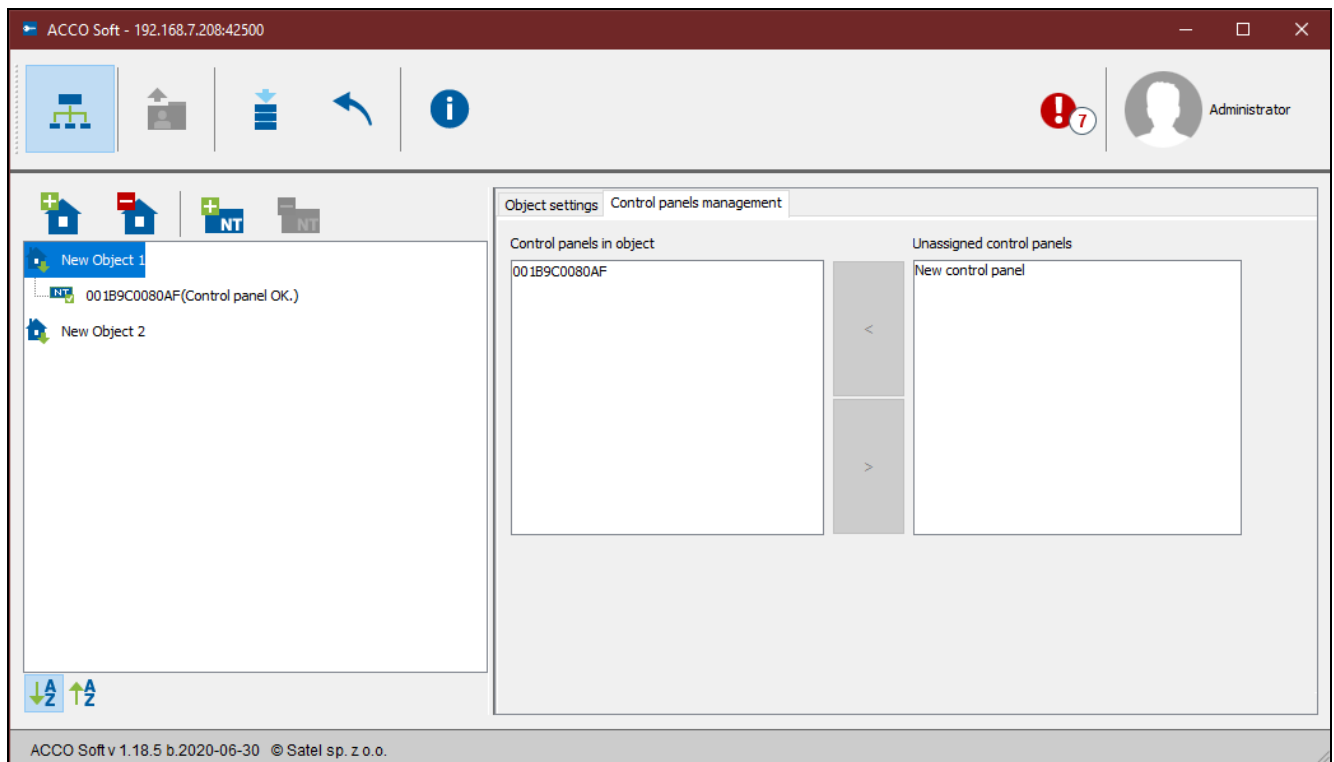 ACCO Soft - 192.168.7.208:42500
7
Administrator
NT
NT
Object settings
Control panels management
New Object 1
NT
001B9C0080AF(Control panel OK.)
New Object 2
Control panels in object
001B9C0080AF
<
>
Unassigned control panels
New control panel
A
Z
A
Z
ACCO Soft v 1.18.5 b.2020-06-30 © Satel sp. z o.o.